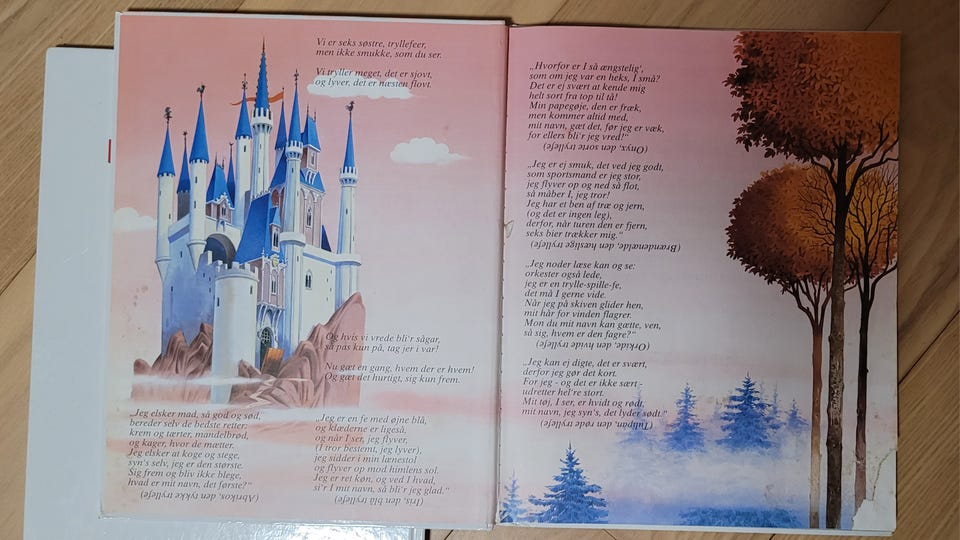 Vi er seks søstre, tryllefeer,
men ikke smukke, som du ser.
Vi tryller meget, det er sjovt,
og lyver, det er næsten flovt.
Og hvis vi vrede bli'r sågar,
så pas kun på, tag jer i var!
Nu gæt en gang, hvem der er hvem!
Og gæt det hurtigt, sig kun frem.
„Jeg elsker mad, så god og sød,
bereder selv de bedste retter:
krem og tærter, mandelbrød,
og kager, hvor de mætter.
Jeg elsker at koge og stege,
syn's selv, jeg er den største.
Sig frem og bliv ikke blege,
hvad er mit navn, det første?"
(Abrikos, den tykke tryllefe)
Jeg er en fe med øjne blå,
og klæderne er ligeså,
og når I ser, jeg flyver,
(I tror bestemt, jeg lyver),
jeg sidder i min lænestol
og flyver op mod himlens sol.
Jeg er ret køn, og ved I hvad,
si'r I mit navn, så bli'r jeg glad."
(Iris, den blå tryllefe)
„Hvorfor er I så ængstelig',
som om jeg var en heks, I små?
Det er ej svært at kende mig
helt sort fra top til tå!
Min papegøje, den er fræk,
men kommer altid med,
mit navn, gæt det, før jeg er væk,
for ellers bli'r jeg vred!"
(Onyx, den sorte tryllefe)
„Jeg er ej smuk, det ved jeg godt,
som sportsmand er jeg stor,
jeg flyver op og ned så flot,
så måber I, jeg tror!
Jeg har et ben af træ og jern,
(og det er ingen leg),
derfor, når turen den er fjern,
seks bier trækker mig."
(Brændenælde, den hæslige tryllefe)
„Jeg noder læse kan og se:
orkester også lede,
jeg er en trylle-spille-fe,
det må I gerne vide.
Når jeg på skiven glider hen,
mit hår for vinden flagrer.
Mon du mit navn kan gætte, ven,
så sig, hvem er den fagre?"
(Orkidé, den hvide tryllefe)
„Jeg kan ej digte, det er svært,
derfor jeg gør det kort.
For jeg - og det er ikke sært -
udretter hel're stort.
Mit tøj, I ser, er hvidt og rødt,
mit navn, jeg syn's, det lyder sødt."
(Tulipan, den røde tryllefe)